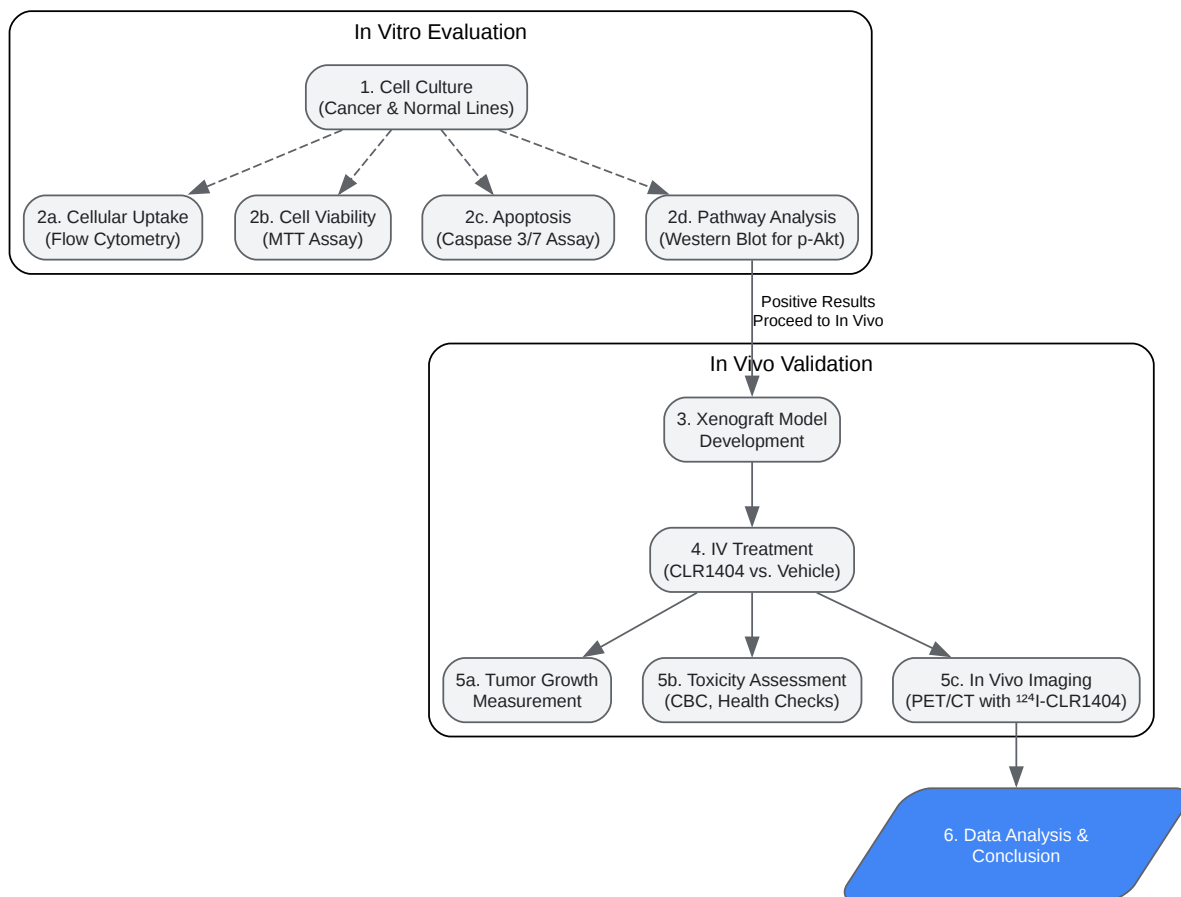 In Vitro Evaluation
1. Cell Culture
(Cancer & Normal Lines)
2a. Cellular Uptake
(Flow Cytometry)
2b. Cell Viability
(MTT Assay)
2c. Apoptosis
(Caspase 3/7 Assay)
2d. Pathway Analysis
(Western Blot for p-Akt)
Positive Results
Proceed to In Vivo
In Vivo Validation
3. Xenograft Model
Development
4. IV Treatment
(CLR1404 vs. Vehicle)
5a. Tumor Growth
Measurement
5b. Toxicity Assessment
(CBC, Health Checks)
5c. In Vivo Imaging
(PET/CT with ¹²⁴I-CLR1404)
6. Data Analysis &
Conclusion